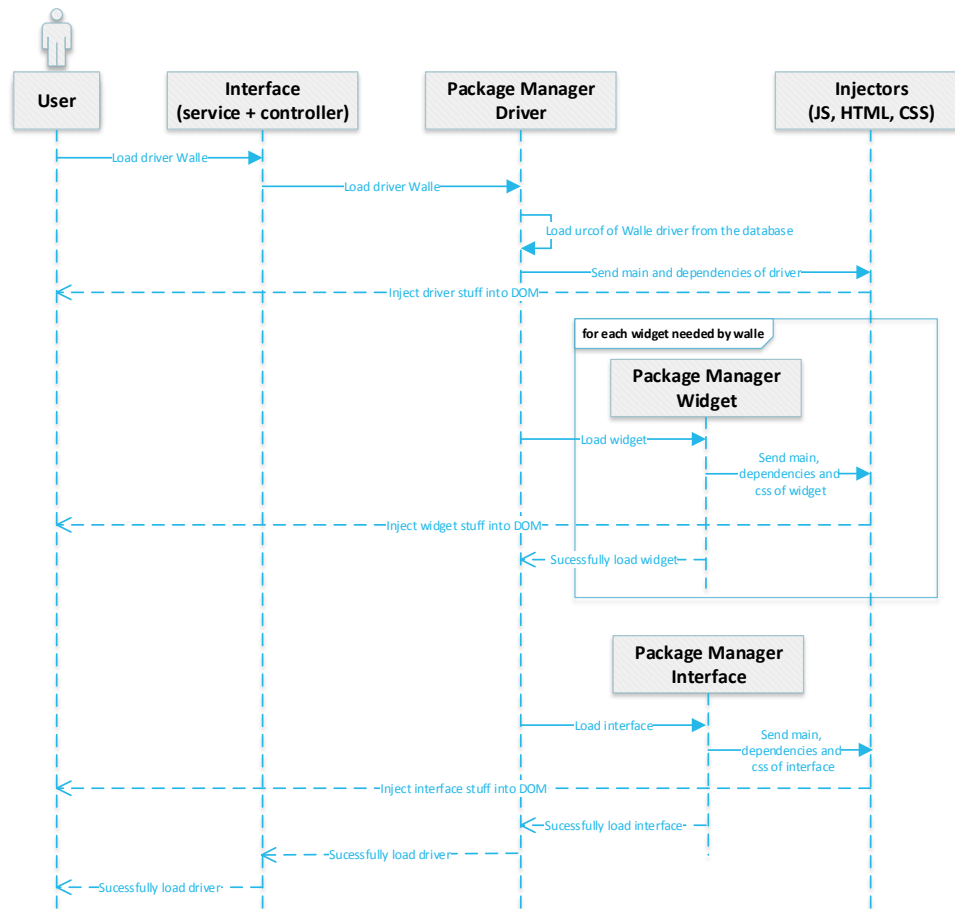 User
Interface
(service + controller)
Package Manager
Driver
Injectors
(JS, HTML, CSS)
Load driver Walle
Load driver Walle
Load urcof of Walle driver from the database
Send main and dependencies of driver
Inject driver stuff into DOM
for each widget needed by walle
Package Manager
Widget
Load widget
Send main,
dependencies and
css of widget
Inject widget stuff into DOM
Sucessfully load widget
Package Manager
Interface
Load interface
Send main,
dependencies and
css of interface
Inject interface stuff into DOM
Sucessfully load interface
Sucessfully load driver
Sucessfully load driver